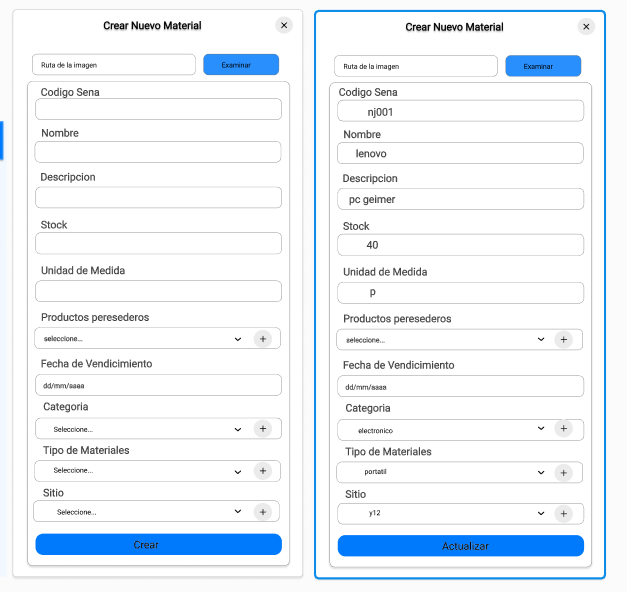 Crear Nuevo Material
Ruta de la imagen
Examinar
Codigo Sena
Nombre
Descripcion
Stock
Unidad de Medida
Productos peresederos
seleccione...
Fecha de Vendicimiento
dd/mm/aaaa
Categoria
Seleccione...
Tipo de Materiales
Seleccione...
Sitio
Seleccione...
Crear
Crear Nuevo Material
Ruta de la imagen
Examinar
Codigo Sena
nj001
Nombre
lenovo
Descripcion
pc geimer
Stock
40
Unidad de Medida
p
Productos peresederos
seleccione...
Fecha de Vendicimiento
dd/mm/aaaa
Categoria
electronico
Tipo de Materiales
portatil
Sitio
y12
Actualizar